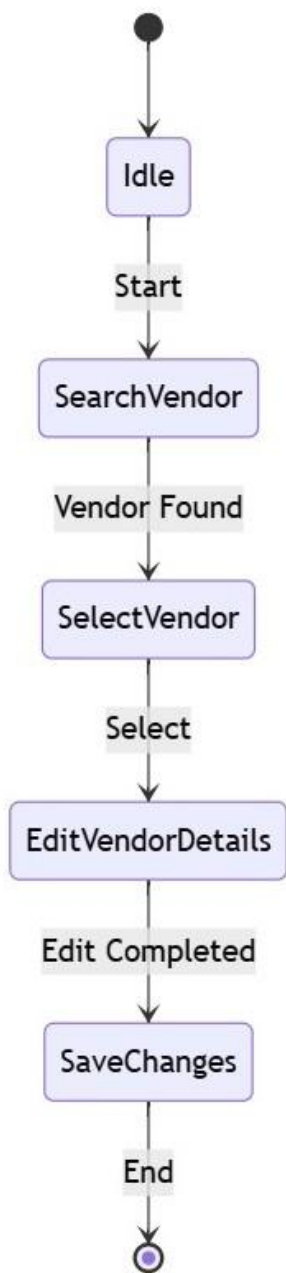 Idle
Start
SearchVendor
Vendor Found
SelectVendor
Select
EditVendorDetails
Edit Completed
SaveChanges
End